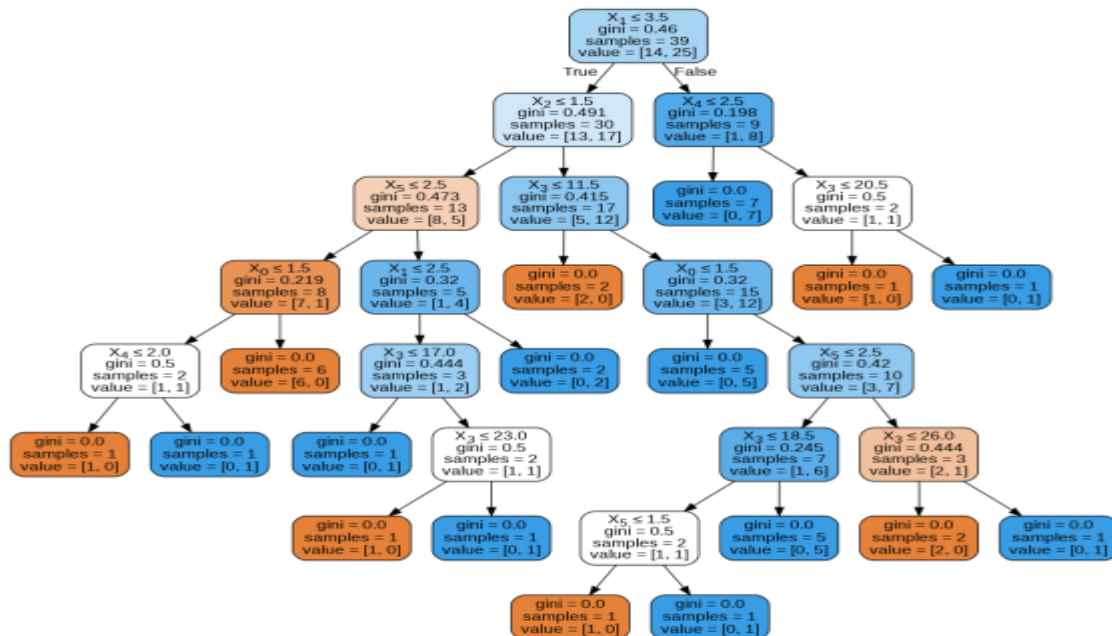 X1 ≤ 3.5
gini = 0.46
samples = 39
value = [14, 25]
True
False
X2 ≤ 1.5
gini = 0.491
samples = 30
value = [13, 17]
X4 ≤ 2.5
gini = 0.198
samples = 9
value = [1, 8]
X5 ≤ 2.5
gini = 0.473
samples = 13
value = [8, 5]
X3 ≤ 11.5
gini = 0.415
samples = 17
value = [5, 12]
gini = 0.0
samples = 7
value = [0, 7]
X3 ≤ 20.5
gini = 0.5
samples = 2
value = [1, 1]
X0 ≤ 1.5
gini = 0.219
samples = 8
value = [7, 1]
X1 ≤ 2.5
gini = 0.32
samples = 5
value = [1, 4]
gini = 0.0
samples = 2
value = [2, 0]
X0 ≤ 1.5
gini = 0.32
samples = 15
value = [3, 12]
gini = 0.0
samples = 1
value = [1, 0]
gini = 0.0
samples = 1
value = [0, 1]
X4 ≤ 2.0
gini = 0.5
samples = 2
value = [1, 1]
gini = 0.0
samples = 6
value = [6, 0]
X3 ≤ 17.0
gini = 0.444
samples = 3
value = [1, 2]
gini = 0.0
samples = 2
value = [0, 2]
gini = 0.0
samples = 5
value = [0, 5]
X5 ≤ 2.5
gini = 0.42
samples = 10
value = [3, 7]
gini = 0.0
samples = 1
value = [1, 0]
gini = 0.0
samples = 1
value = [0, 1]
gini = 0.0
samples = 1
value = [0, 1]
X3 ≤ 23.0
gini = 0.5
samples = 2
value = [1, 1]
X3 ≤ 18.5
gini = 0.245
samples = 7
value = [1, 6]
X3 ≤ 26.0
gini = 0.444
samples = 3
value = [2, 1]
gini = 0.0
samples = 1
value = [1, 0]
gini = 0.0
samples = 1
value = [0, 1]
X5 ≤ 1.5
gini = 0.5
samples = 2
value = [1, 1]
gini = 0.0
samples = 5
value = [0, 5]
gini = 0.0
samples = 2
value = [2, 0]
gini = 0.0
samples = 1
value = [0, 1]
gini = 0.0
samples = 1
value = [1, 0]
gini = 0.0
samples = 1
value = [0, 1]